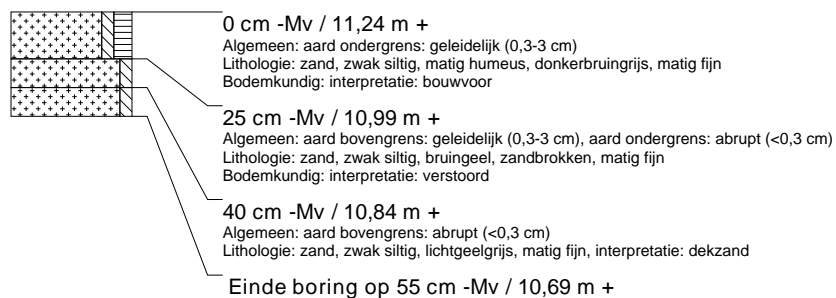 0 cm -Mv / 11,24 m +
Algemeen: aard ondergrens: geleidelijk (0,3-3 cm)
Lithologie: zand, zwak siltig, matig humeus, donkerbruingrijs, matig fijn
Bodemkundig: interpretatie: bouwvoor
25 cm -Mv / 10,99 m +
Algemeen: aard bovengrens: geleidelijk (0,3-3 cm), aard ondergrens: abrupt (<0,3 cm)
Lithologie: zand, zwak siltig, bruingeel, zandbrokken, matig fijn
Bodemkundig: interpretatie: verstoord
40 cm -Mv / 10,84 m +
Algemeen: aard bovengrens: abrupt (<0,3 cm)
Lithologie: zand, zwak siltig, lichtgeelgrijs, matig fijn, interpretatie: dekzand
Einde boring op 55 cm -Mv / 10,69 m +